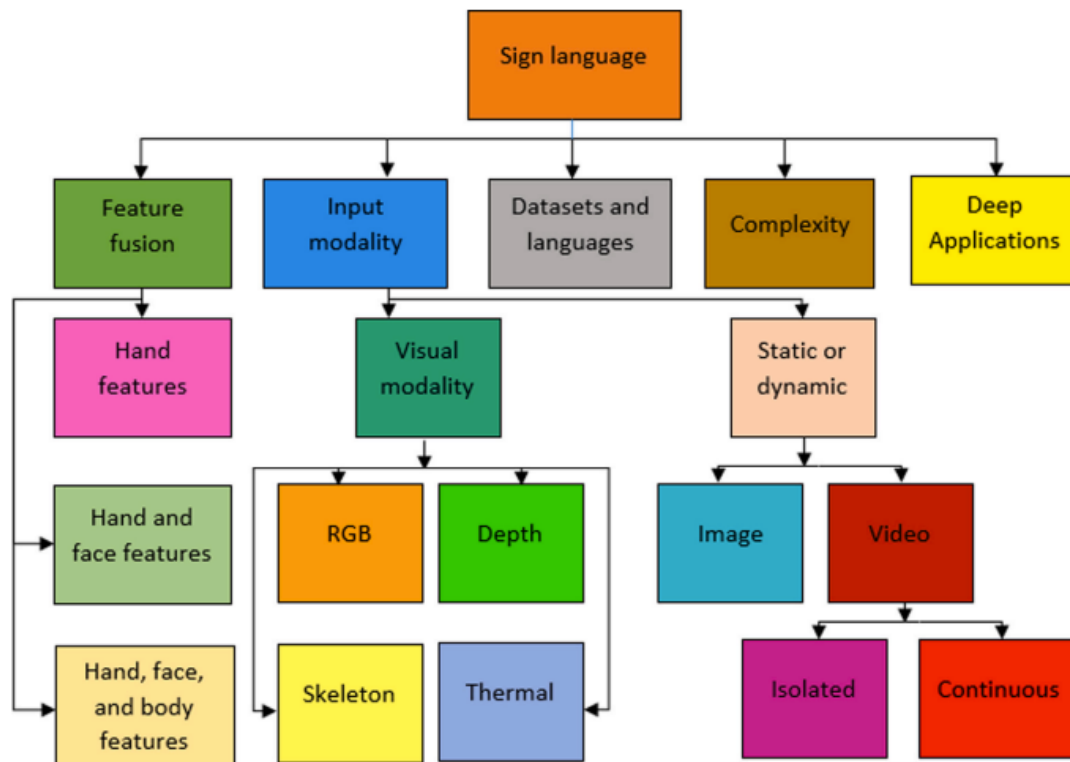 Sign language
Feature
fusion
Input
modality
Datasets and
languages
Complexity
Deep
Applications
Hand
features
Visual
modality
Static or
dynamic
Hand and
face features
RGB
Depth
Image
Video
Hand, face,
and body
features
Skeleton
Thermal
Isolated
Continuous